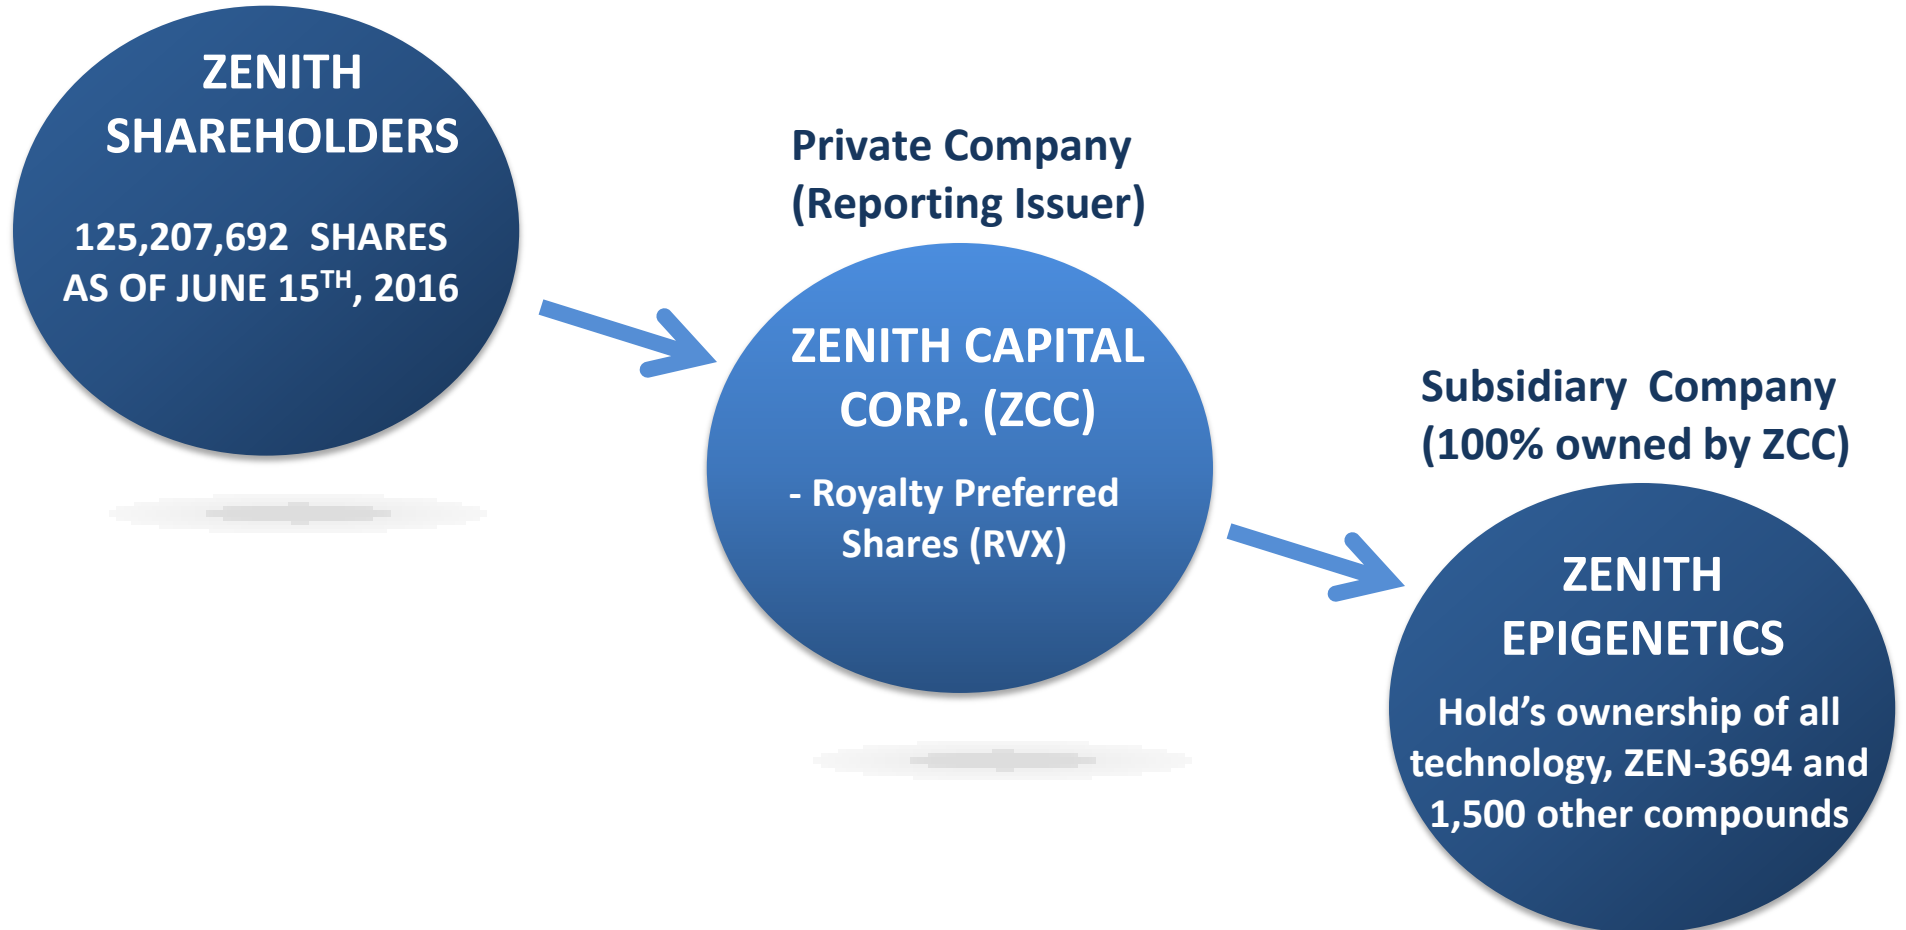 ZENITH
SHAREHOLDERS
125,207,692  SHARES
AS OF JUNE 15TH, 2016
Private Company
(Reporting Issuer)
ZENITH CAPITAL
CORP. (ZCC)
- Royalty Preferred
Shares (RVX)
Subsidiary  Company
(100% owned by ZCC)
ZENITH
EPIGENETICS
Hold’s ownership of all
technology, ZEN-3694 and
1,500 other compounds